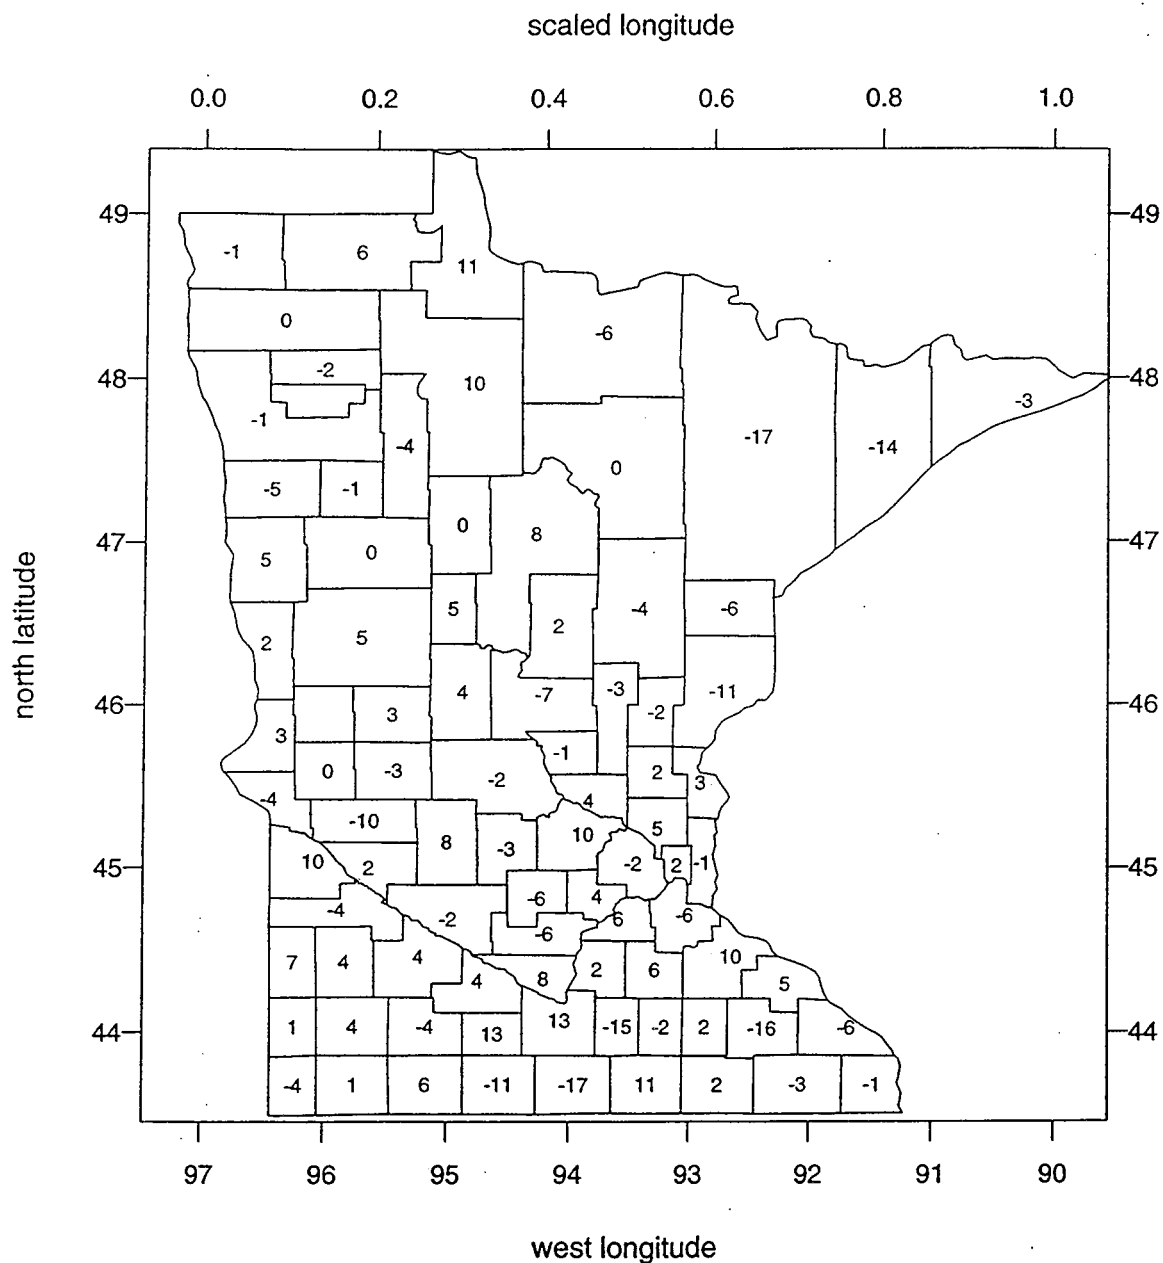 scaled longitude
0.0 0.2 0.4 0.6 0.8 1.0
49 49
-1 6 11
0 -6
-2
48 10 48
-3
-1
-17 -14
-4
0
-5 -1
0 8
47 5 0 47
5 2 -4 -6
2 5
4 -7 -3 -11
46 3 -2 46
3
-1
0 -3 -2 2 3
-4 4
-10 10 5
8 -3
10 2 -2 2 -1
45 45
-6 4
-4 -2 6 -6
-6
7 4 4 10
4 8 2 6 5
1 4 -4 13 13 -15 -2 2 -16 -6
44 44
-4 1 6 -11 -17 11 2 -3 -1
97 96 95 94 93 92 91 90
west longitude
north latitude